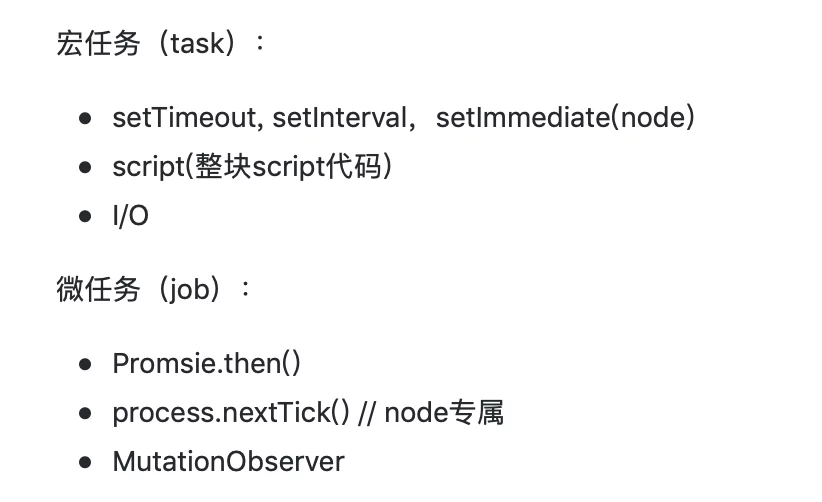 宏任务（task）：
• setTimeout, setInterval，setImmediate(node)
• script(整块script代码)
• I/O
微任务（job）：
• Promsie.then()
• process.nextTick() // node专属
• MutationObserver